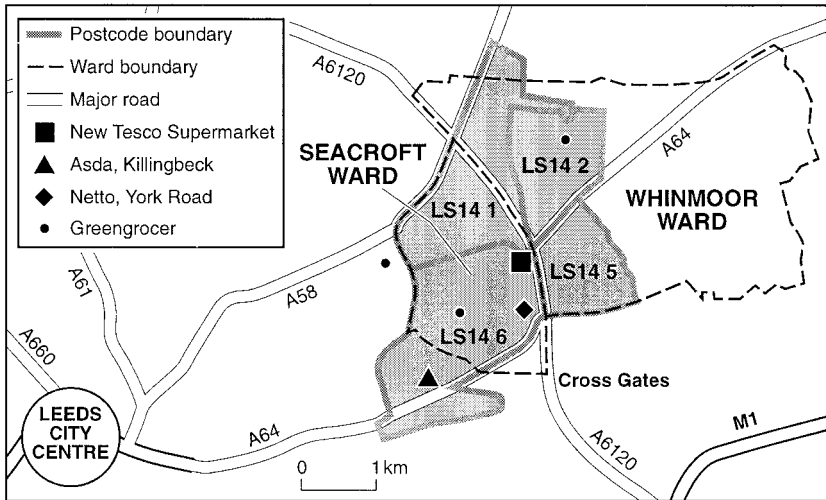 Postcode boundary
Ward boundary
Major road
New Tesco Supermarket
Asda, Killingbeck
Netto, York Road
Greengrocer
A6120
SEACROFT
WARD
LS14 2
A64
LS14 1
WHINMOOR
WARD
LS14 5
A61
A58
LS14 6
A660
Cross Gates
LEEDS
CITY
CENTRE
A64
0 1 km
A6120
M1